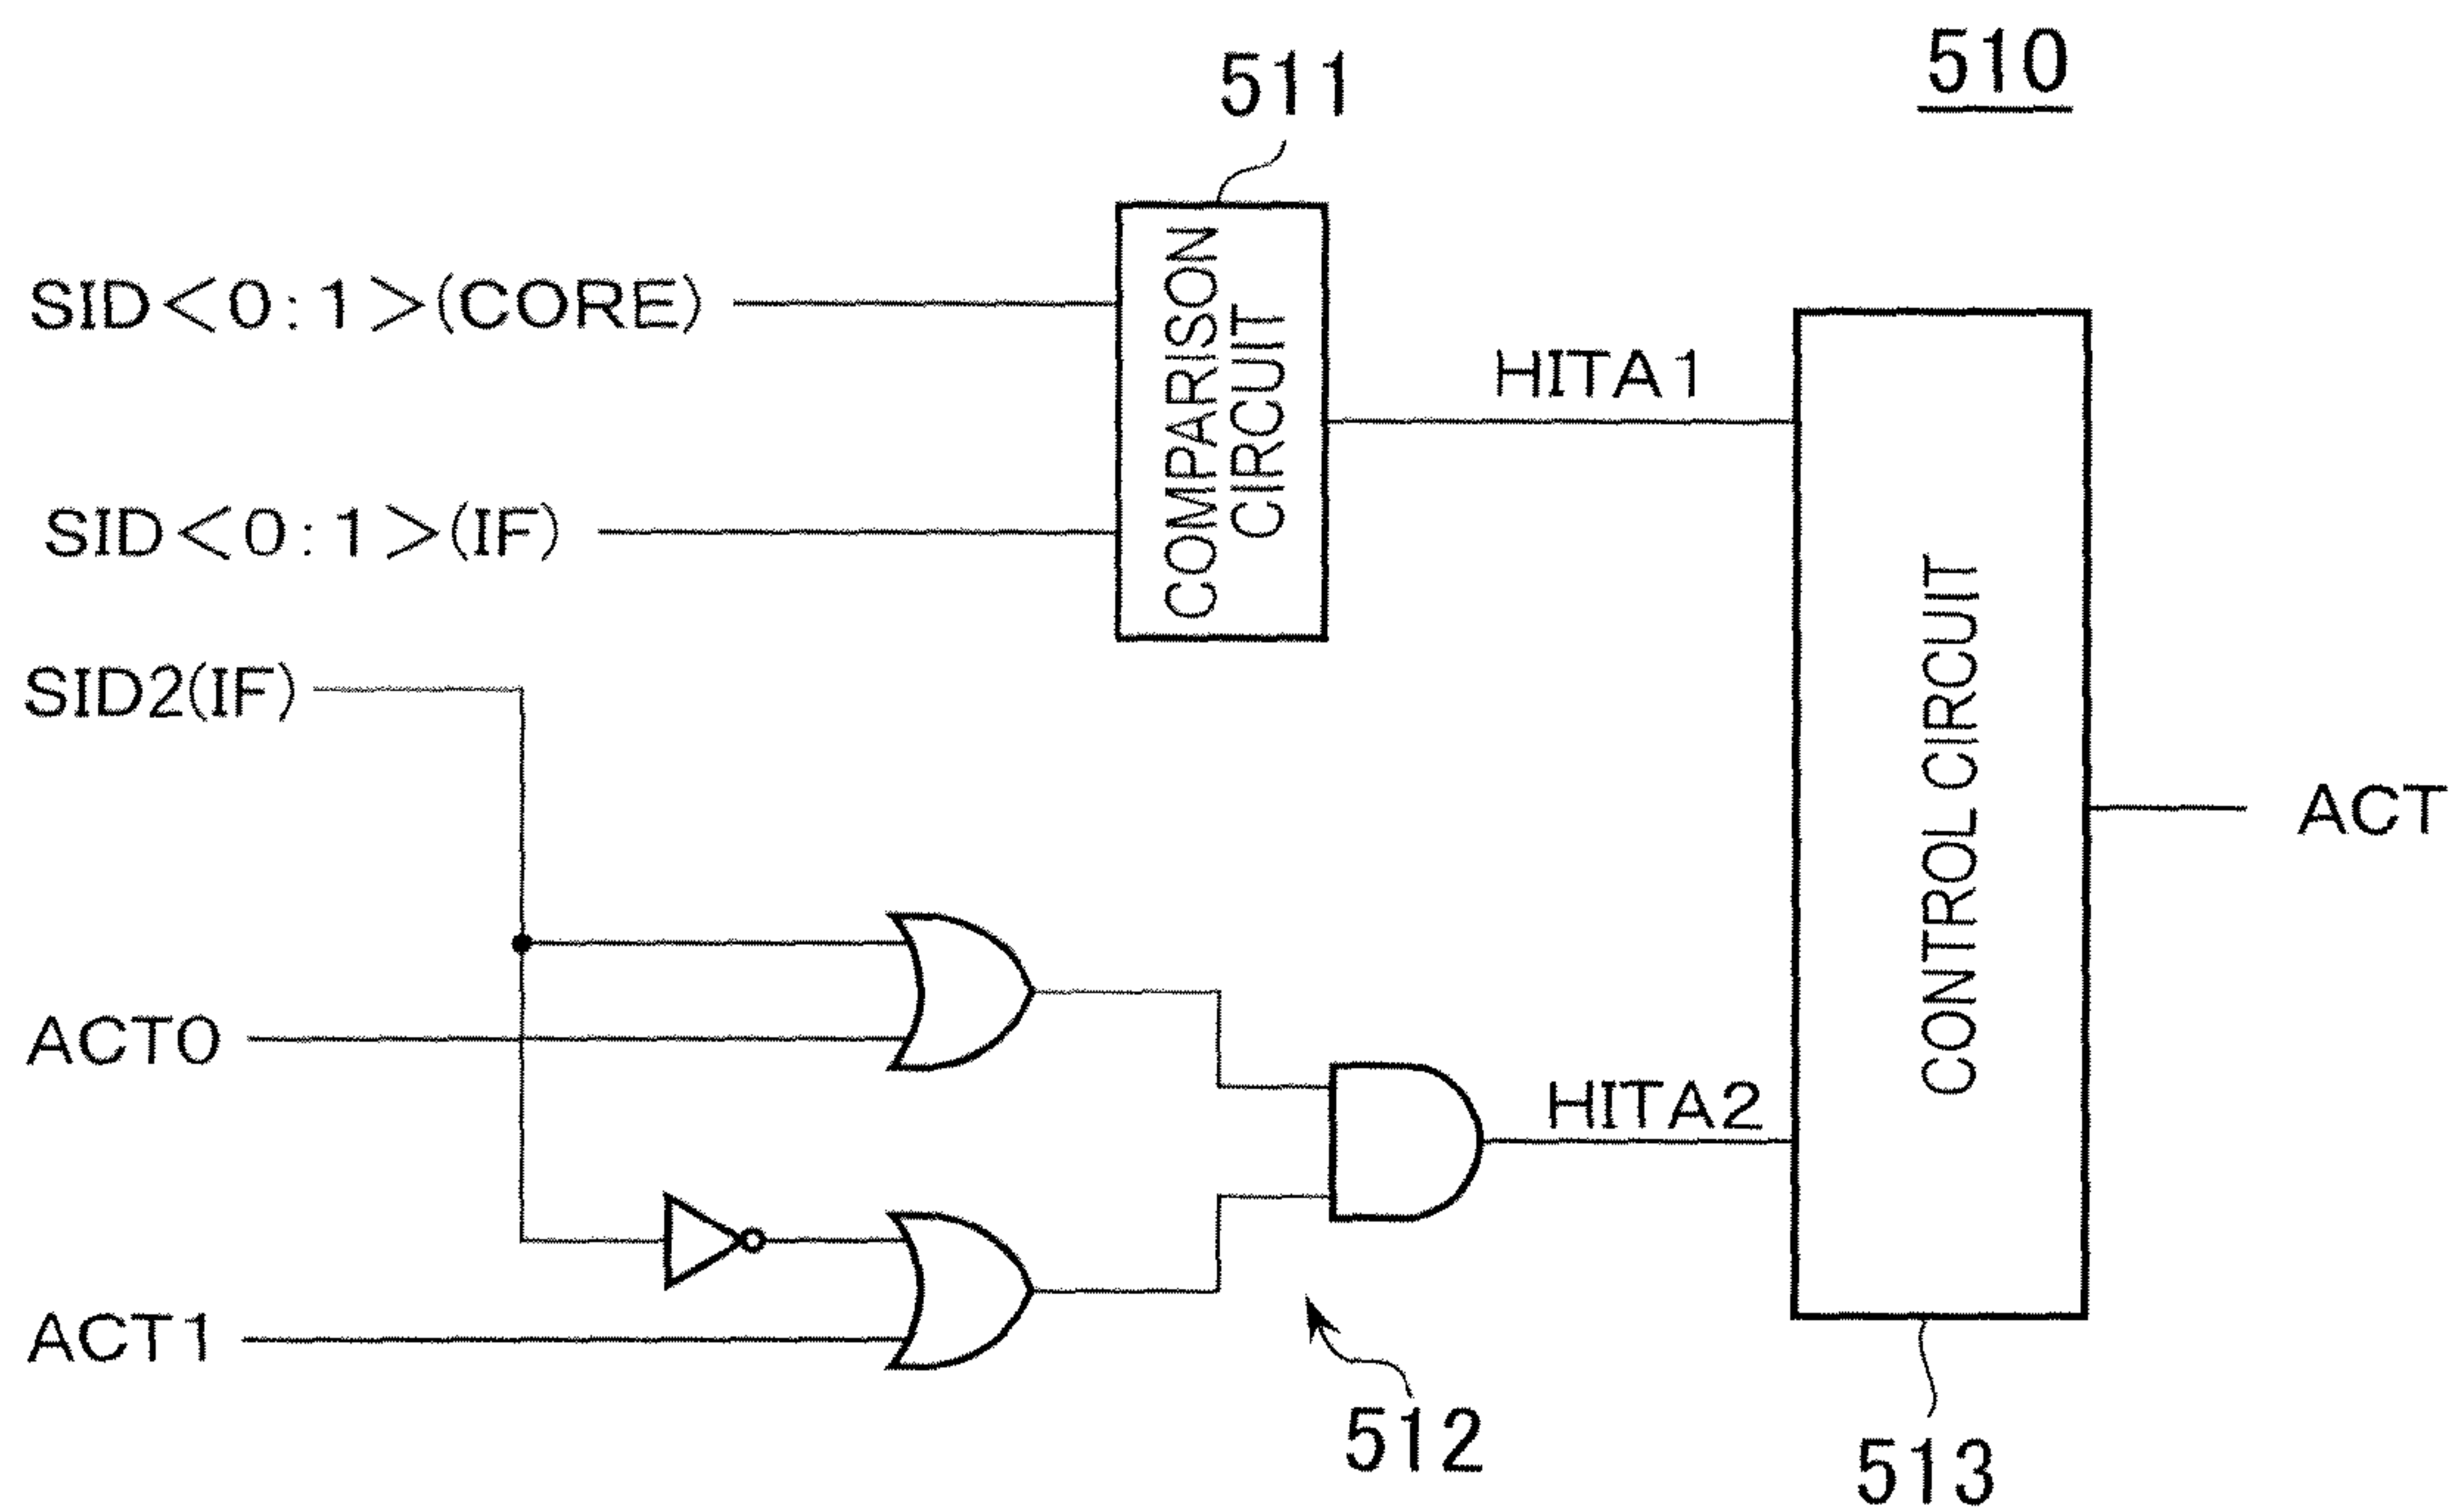 510
511
SID<0:1>(CORE)
COMPARISON
CIRCUIT
HITA1
SID<0:1>(IF)
SID2(IF)
CONTROL CIRCUIT
ACT
ACT0
HITA2
ACT1
512
513